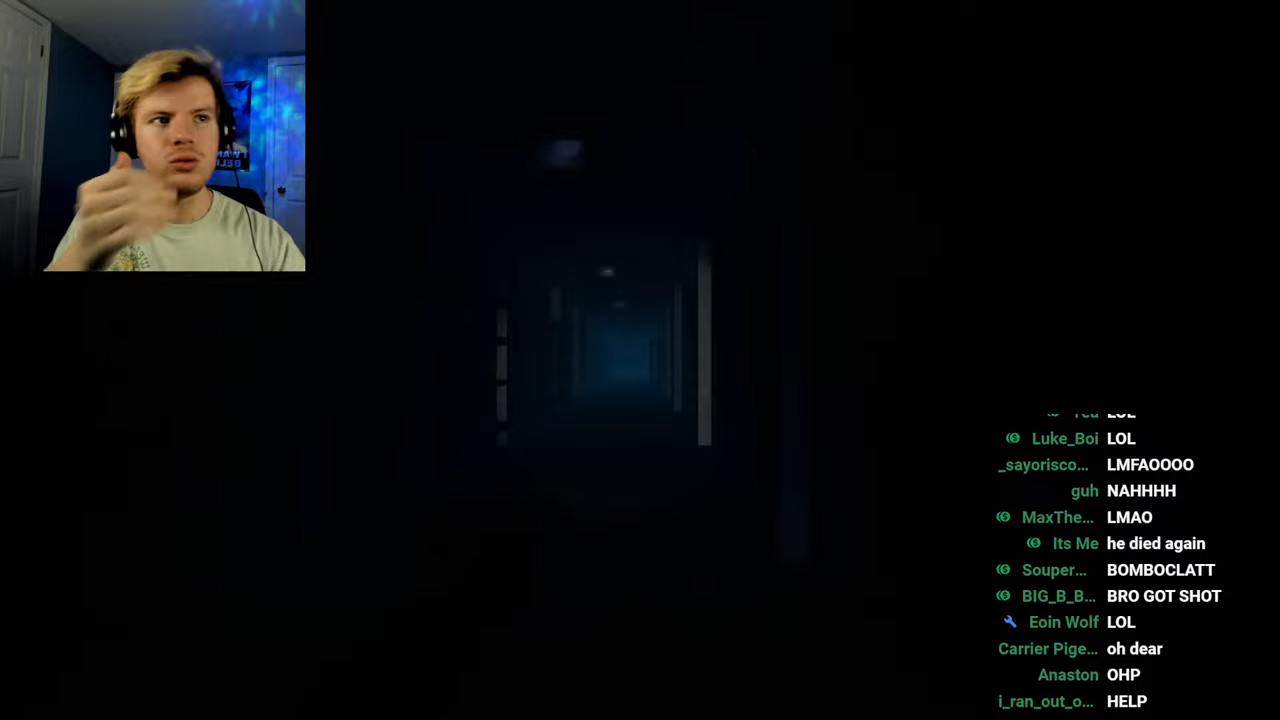 LOL
Luke_Boi LOL
_sayorisco... LMFAOOOO
guh NAHHHH
MaxThe... LMAO
Its Me he died again
Souper... BOMBOCLATT
BIG_B_B... BRO GOT SHOT
Eoin Wolf LOL
Carrier Pige... oh dear
Anaston OHP
i_ran_out_o... HELP